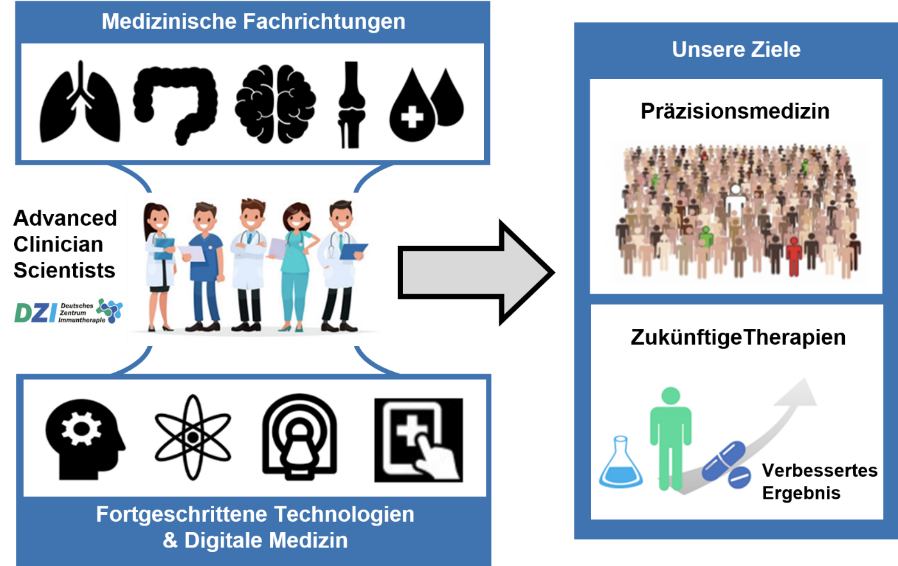 Medizinische Fachrichtungen
Advanced
Clinician
Scientists
DZI Deutsches
Zentrum
Immuntherapie
Fortgeschrittene Technologien
& Digitale Medizin
Unsere Ziele
Präzisionsmedizin
ZukünftigeTherapien
Verbessertes
Ergebnis